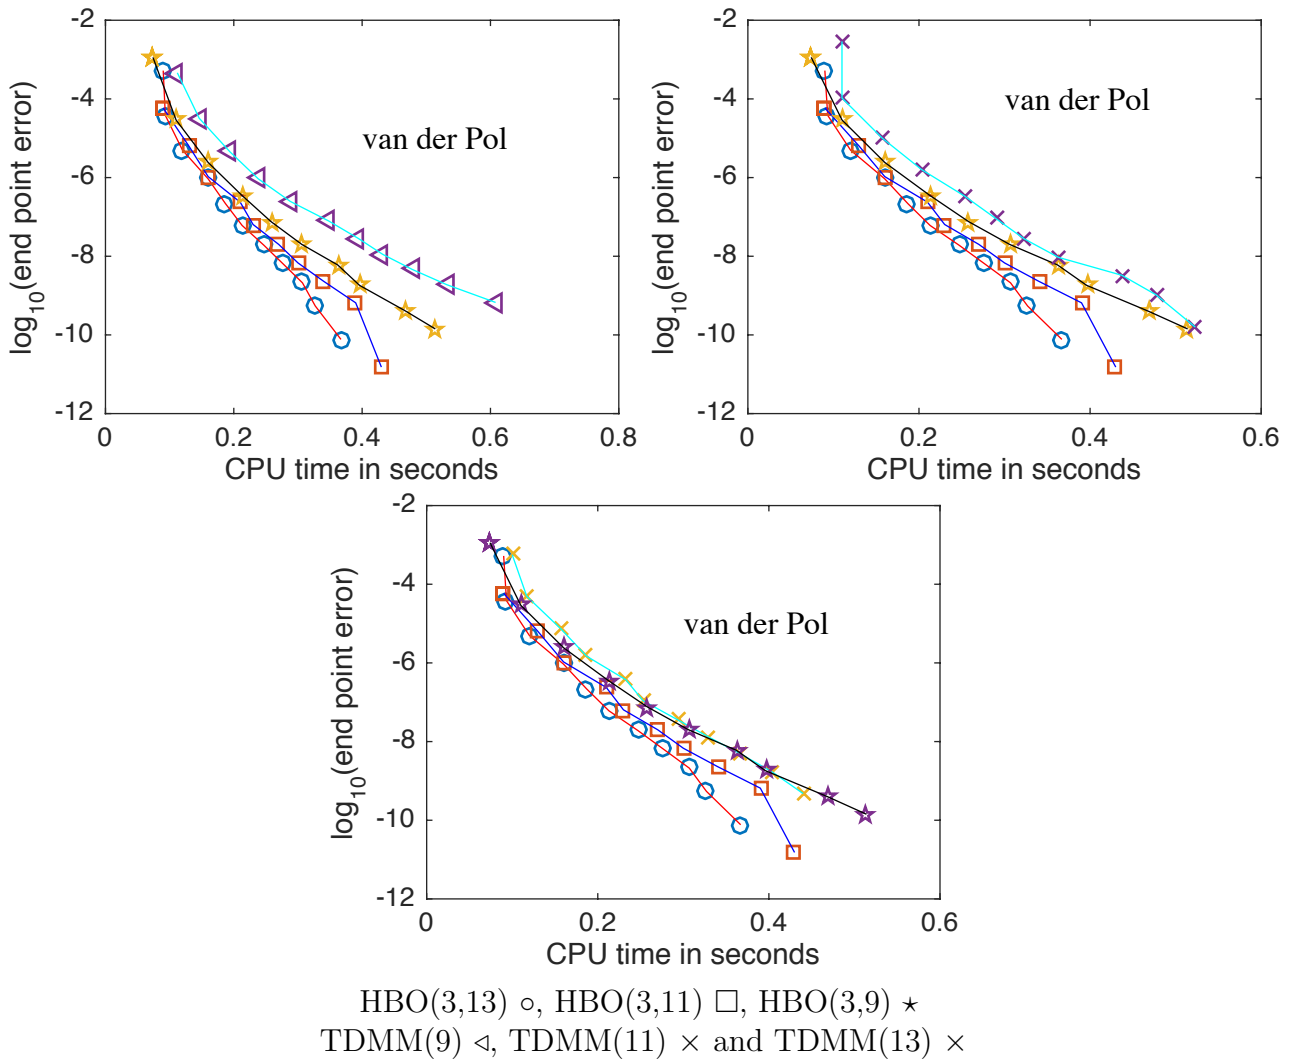 -2
-4
-6
-8
-10
-12
0
0.2
0.4
0.6
0.8
log10(end point error)
CPU time in seconds
van der Pol
-2
-4
-6
-8
-10
-12
0
0.2
0.4
0.6
log10(end point error)
CPU time in seconds
van der Pol
-2
-4
-6
-8
-10
-12
0
0.2
0.4
0.6
log10(end point error)
CPU time in seconds
van der Pol
HBO(3,13) ∘, HBO(3,11) □, HBO(3,9) ⋆
TDMM(9) ◃, TDMM(11) × and TDMM(13) ×